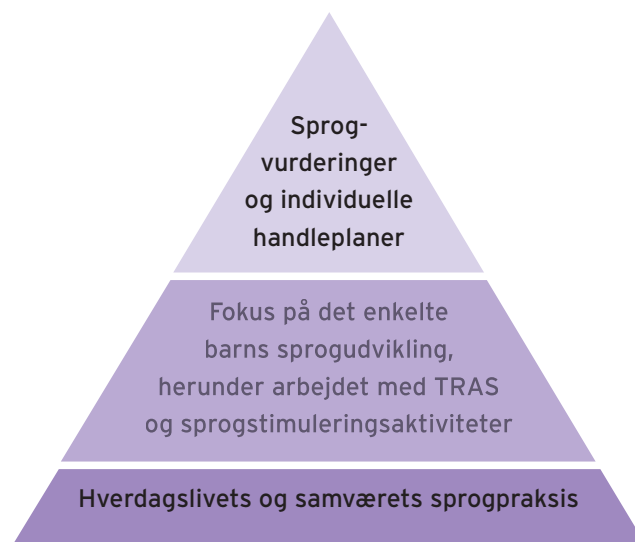 Sprog-
vurderinger
og individuelle
handleplaner
Fokus på det enkelte
barns sprogudvikling,
herunder arbejdet med TRAS
og sprogstimuleringsaktiviteter
Hverdagslivets og samværets sprogpraksis